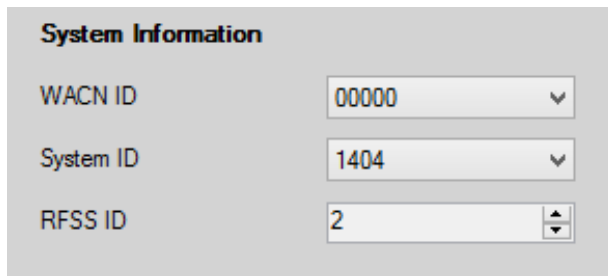 System Information
WACN ID 00000
System ID 1404
RFSS ID 2